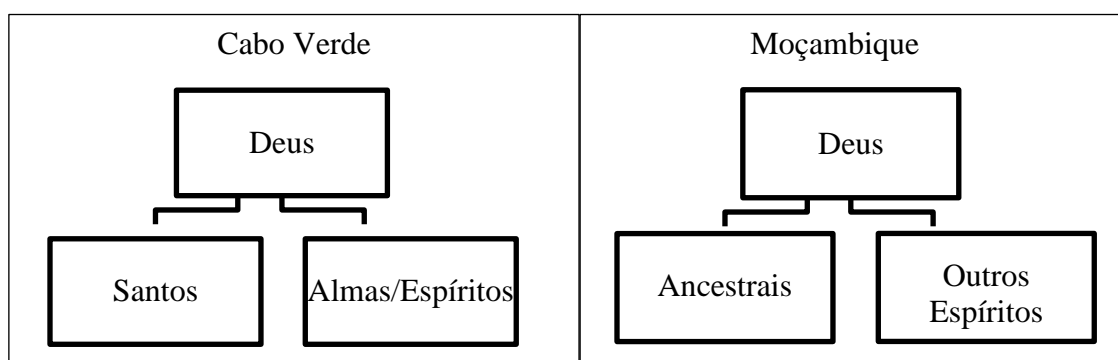 Cabo Verde
Deus
Santos
Almas/Espíritos
Moçambique
Deus
Ancestrais
Outros
Espíritos